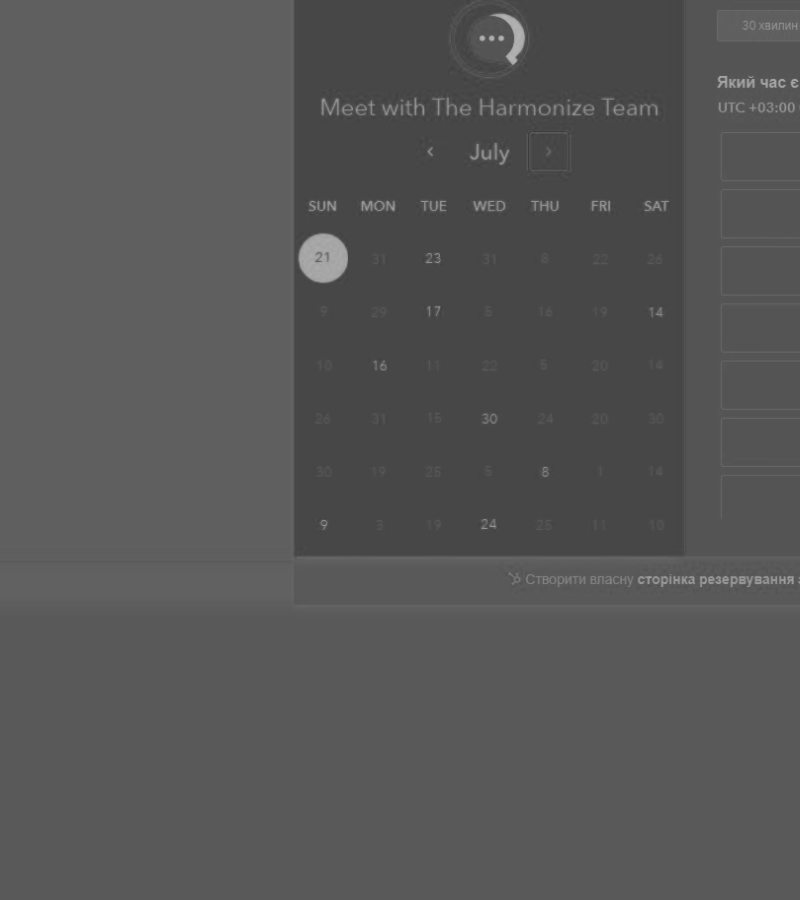 30 хвилин
Meet with The Harmonize Team
Який час є
UTC +03:00
July
SUN MON TUE WED THU FRI SAT
21 31 23 31 8 22 26
9 29 17 5 16 19 14
10 16 11 22 5 20 14
26 31 15 30 24 20 30
30 19 25 5 8 1 14
9 3 19 24 25 11 10
Створити власну сторінка резервування